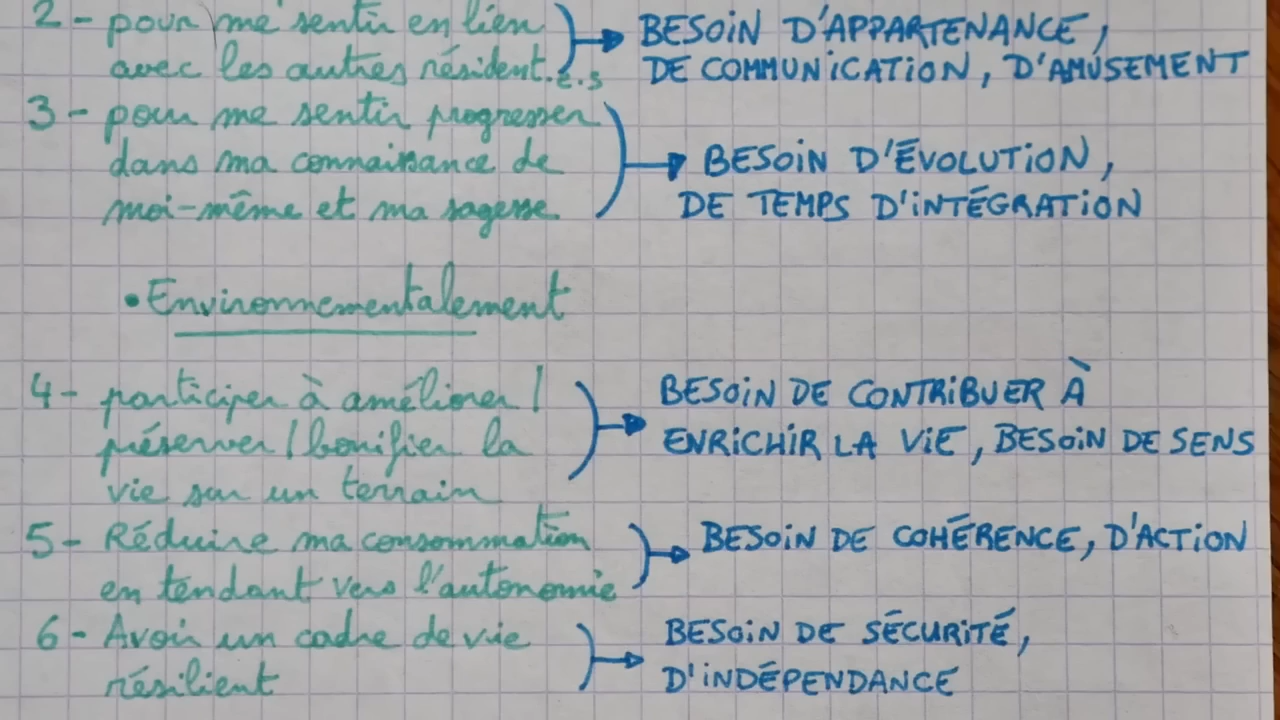 2 - pour me sentir en lien
avec les autres résident.e.s
BESOIN D'APPARTENANCE,
DE COMMUNICATION, D'AMUSEMENT
3 - pour me sentir progresser
dans ma connaissance de
moi-même et ma sagesse
BESOIN D'ÉVOLUTION,
DE TEMPS D'INTÉGRATION
• Environnementalement
4 - participer à améliorer /
préserver / bonifier la
vie sur un terrain
BESOIN DE CONTRIBUER À
ENRICHIR LA VIE, BESOIN DE SENS
5 - Réduire ma consommation
en tendant vers l'autonomie
BESOIN DE COHÉRENCE, D'ACTION
6 - Avoir un cadre de vie
résilient
BESOIN DE SÉCURITÉ,
D'INDÉPENDANCE